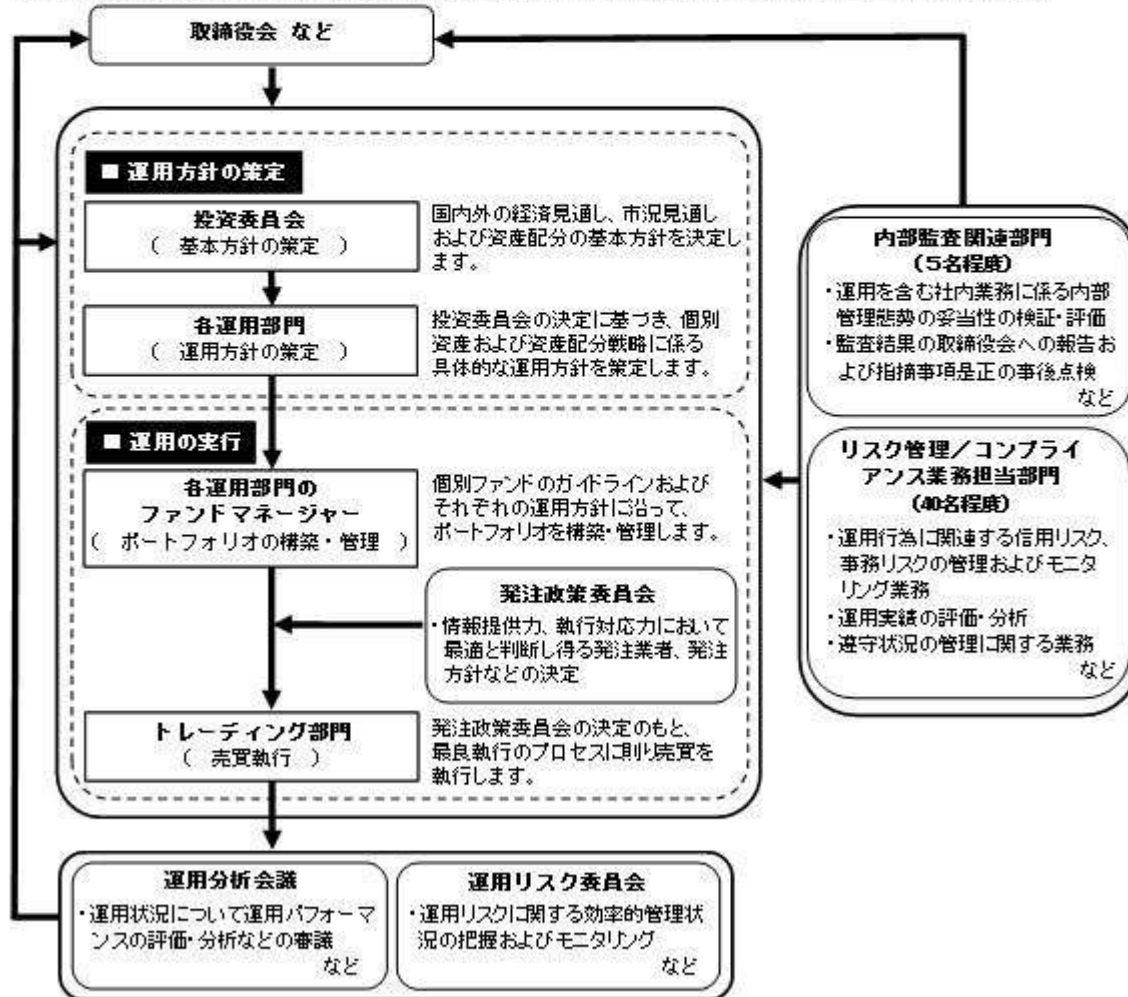 取締役会 など
■ 運用方針の策定
投資委員会
（ 基本方針の策定 ）
国内外の経済見通し、市況見通し
および資産配分の基本方針を決定し
ます。
各運用部門
（ 運用方針の策定 ）
投資委員会の決定に基づき、個別
資産および資産配分戦略に係る
具体的な運用方針を策定します。
■ 運用の実行
各運用部門の
ファンドマネージャー
（ ポートフォリオの構築・管理 ）
個別ファンドのガイドラインおよび
それぞれの運用方針に沿って、
ポートフォリオを構築・管理します。
発注政策委員会
・情報提供力、執行対応力において
最適と判断し得る発注業者、発注
方針などの決定
トレーディング部門
（ 売買執行 ）
発注政策委員会の決定のもと、
最良執行のプロセスに則り売買を
執行します。
運用分析会議
・運用状況について運用パフォーマ
ンスの評価・分析などの審議
など
運用リスク委員会
・運用リスクに関する効率的管理状
況の把握およびモニタリング
など
内部監査関連部門
（5名程度）
・運用を含む社内業務に係る内部
管理態勢の妥当性の検証・評価
・監査結果の取締役会への報告お
よび指摘事項是正の事後点検
など
リスク管理／コンプライ
アンス業務担当部門
（40名程度）
・運用行為に関連する信用リスク、
事務リスクの管理およびモニタ
リング業務
・運用実績の評価・分析
・遵守状況の管理に関する業務
など